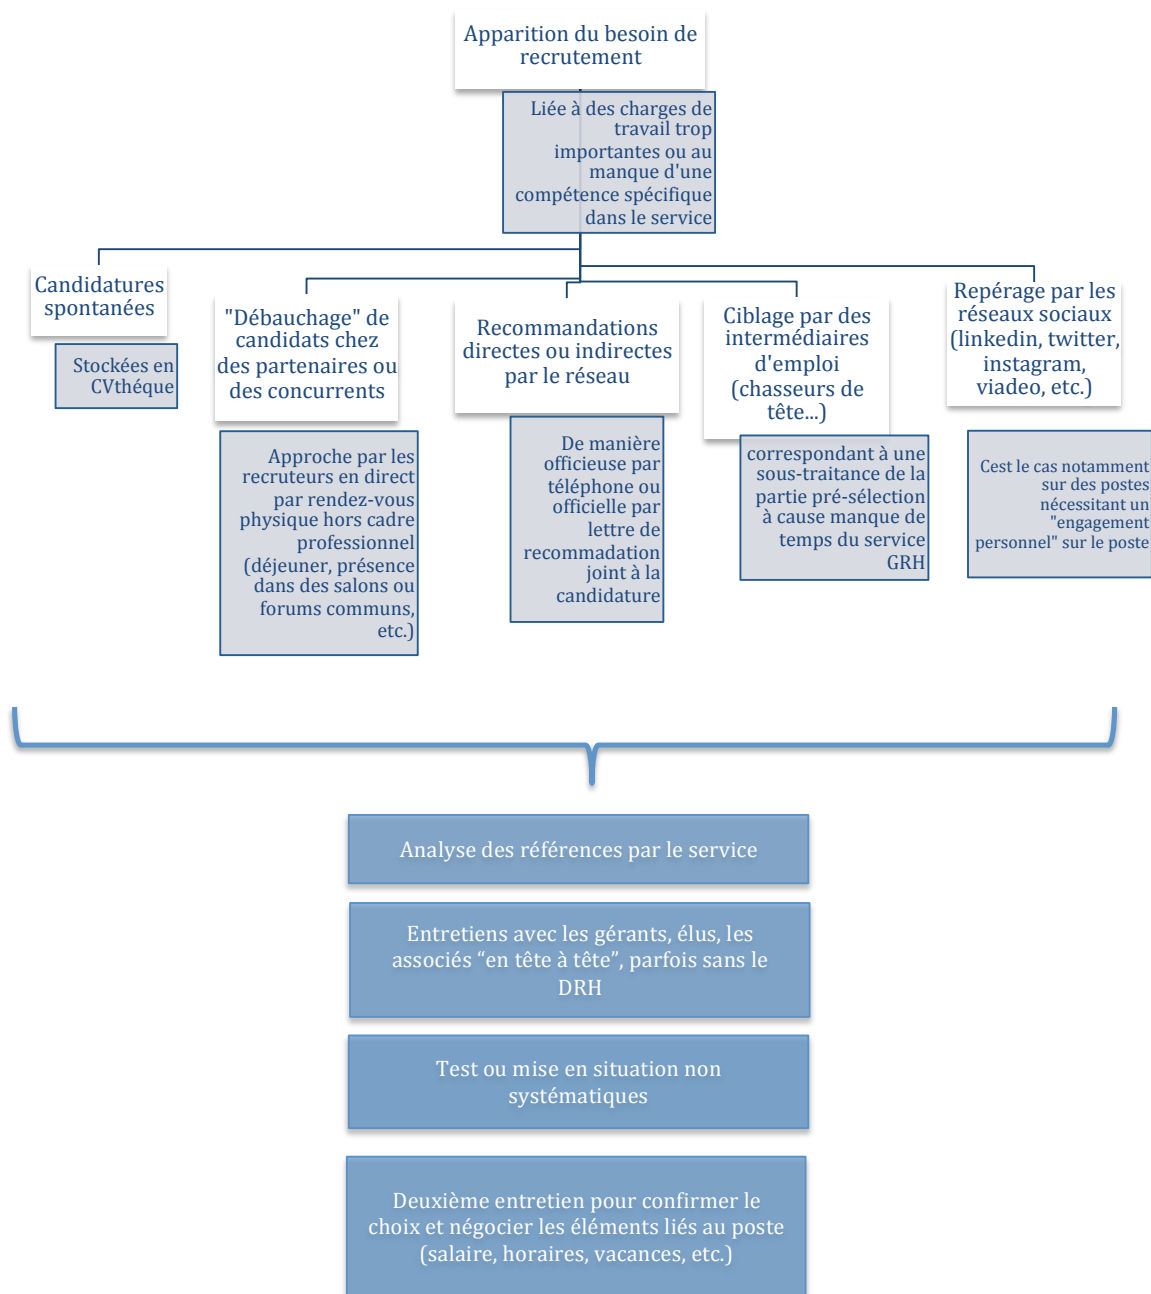 Apparition du besoin de
recrutement
Liée à des charges de
travail trop
importantes ou au
manque d'une
compétence spécifique
dans le service
Candidatures
spontanées
Stockées en
CVthéque
"Débauchage" de
candidats chez
des partenaires ou
des concurrents
Approche par les
recruteurs en direct
par rendez-vous
physique hors cadre
professionnel
(déjeuner, présence
dans des salons ou
forums communs,
etc.)
Recommandations
directes ou indirectes
par le réseau
De manière
officieuse par
téléphone ou
officielle par
lettre de
recommadation
joint à la
candidature
Ciblage par des
intermédiaires
d'emploi
(chasseurs de
tête...)
correspondant à une
sous-traitance de la
partie pré-sélection
à cause manque de
temps du service
GRH
Repérage par les
réseaux sociaux
(linkedin, twitter,
instagram,
viadeo, etc.)
Cest le cas notamment
sur des postes
nécessitant un
"engagement
personnel" sur le poste
Analyse des références par le service
Entretiens avec les gérants, élus, les
associés “en tête à tête”, parfois sans le
DRH
Test ou mise en situation non
systématiques
Deuxième entretien pour confirmer le
choix et négocier les éléments liés au poste
(salaire, horaires, vacances, etc.)